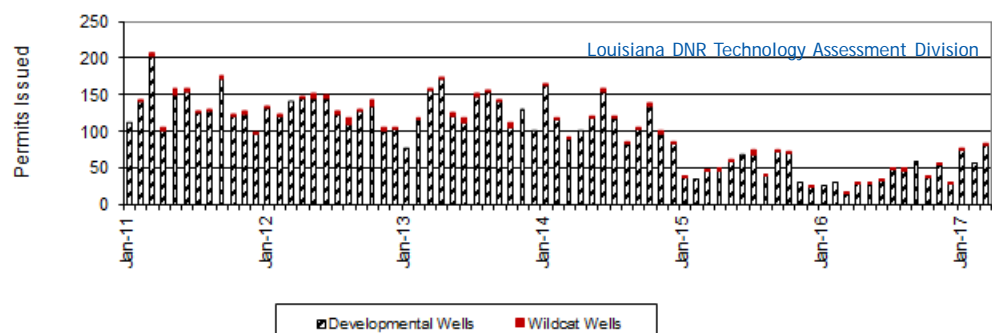 250
Louisiana DNR Technology Assessment Division
200
150
100
50
0
Permits Issued
Jan-11
Jan-12
Jan-13
Jan-14
Jan-15
Jan-16
Jan-17
Developmental Wells
Wildcat Wells